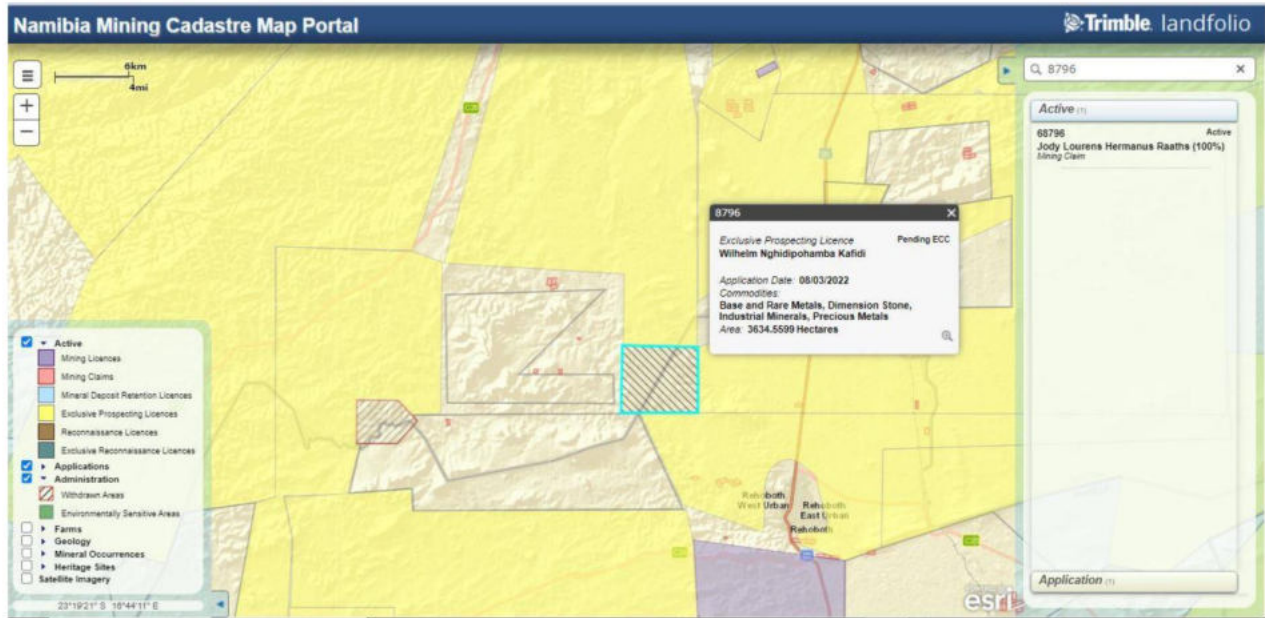 Namibia Mining Cadastre Map Portal
Trimble. landfolio
6km
4mi
+
−
8796
Active (1)
68796 Active
Jody Lourens Hermanus Raaths (100%)
Mining Claim
8796
Exclusive Prospecting Licence Pending ECC
Wilhelm Nghidipohamba Kafidi
Application Date: 08/03/2022
Commodities:
Base and Rare Metals, Dimension Stone,
Industrial Minerals, Precious Metals
Area: 3634.5599 Hectares
Active
Mining Licences
Mining Claims
Mineral Deposit Retention Licences
Exclusive Prospecting Licences
Reconnaissance Licences
Exclusive Reconnaissance Licences
Applications
Administration
Withdrawn Areas
Environmentally Sensitive Areas
Farms
Geology
Mineral Occurrences
Heritage Sites
Satellite Imagery
23°19'21" S 16°44'11" E
Rehoboth
West Urban
Rehoboth
East Urban
Rehoboth
esri
Application (1)